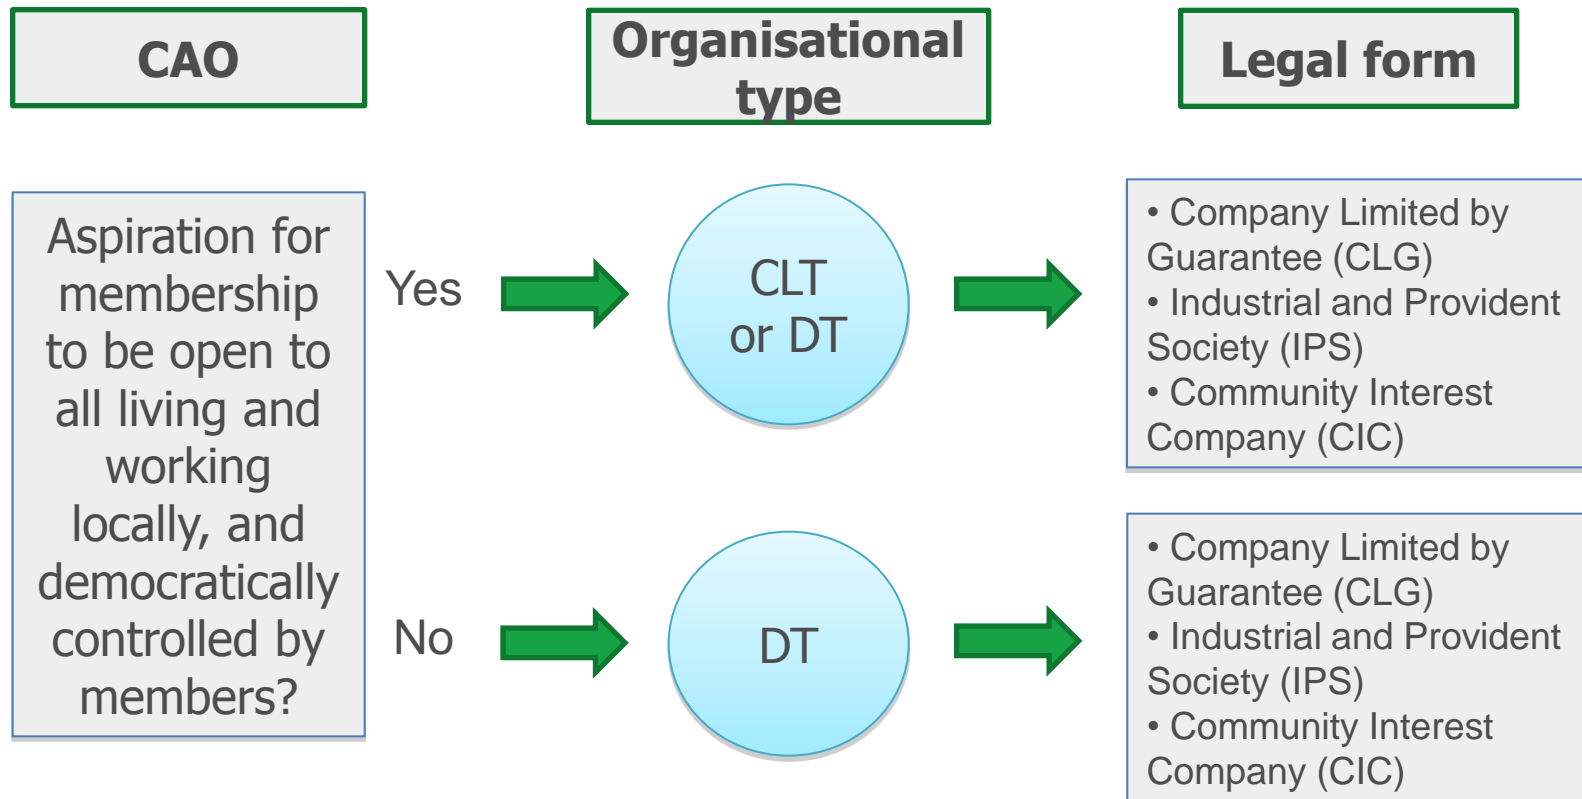 CAO
Organisational
type
Legal form
Aspiration for
membership
to be open to
all living and
working
locally, and
democratically
controlled by
members?
Yes
CLT
or DT
• Company Limited by
Guarantee (CLG)
• Industrial and Provident
Society (IPS)
• Community Interest
Company (CIC)
No
DT
• Company Limited by
Guarantee (CLG)
• Industrial and Provident
Society (IPS)
• Community Interest
Company (CIC)